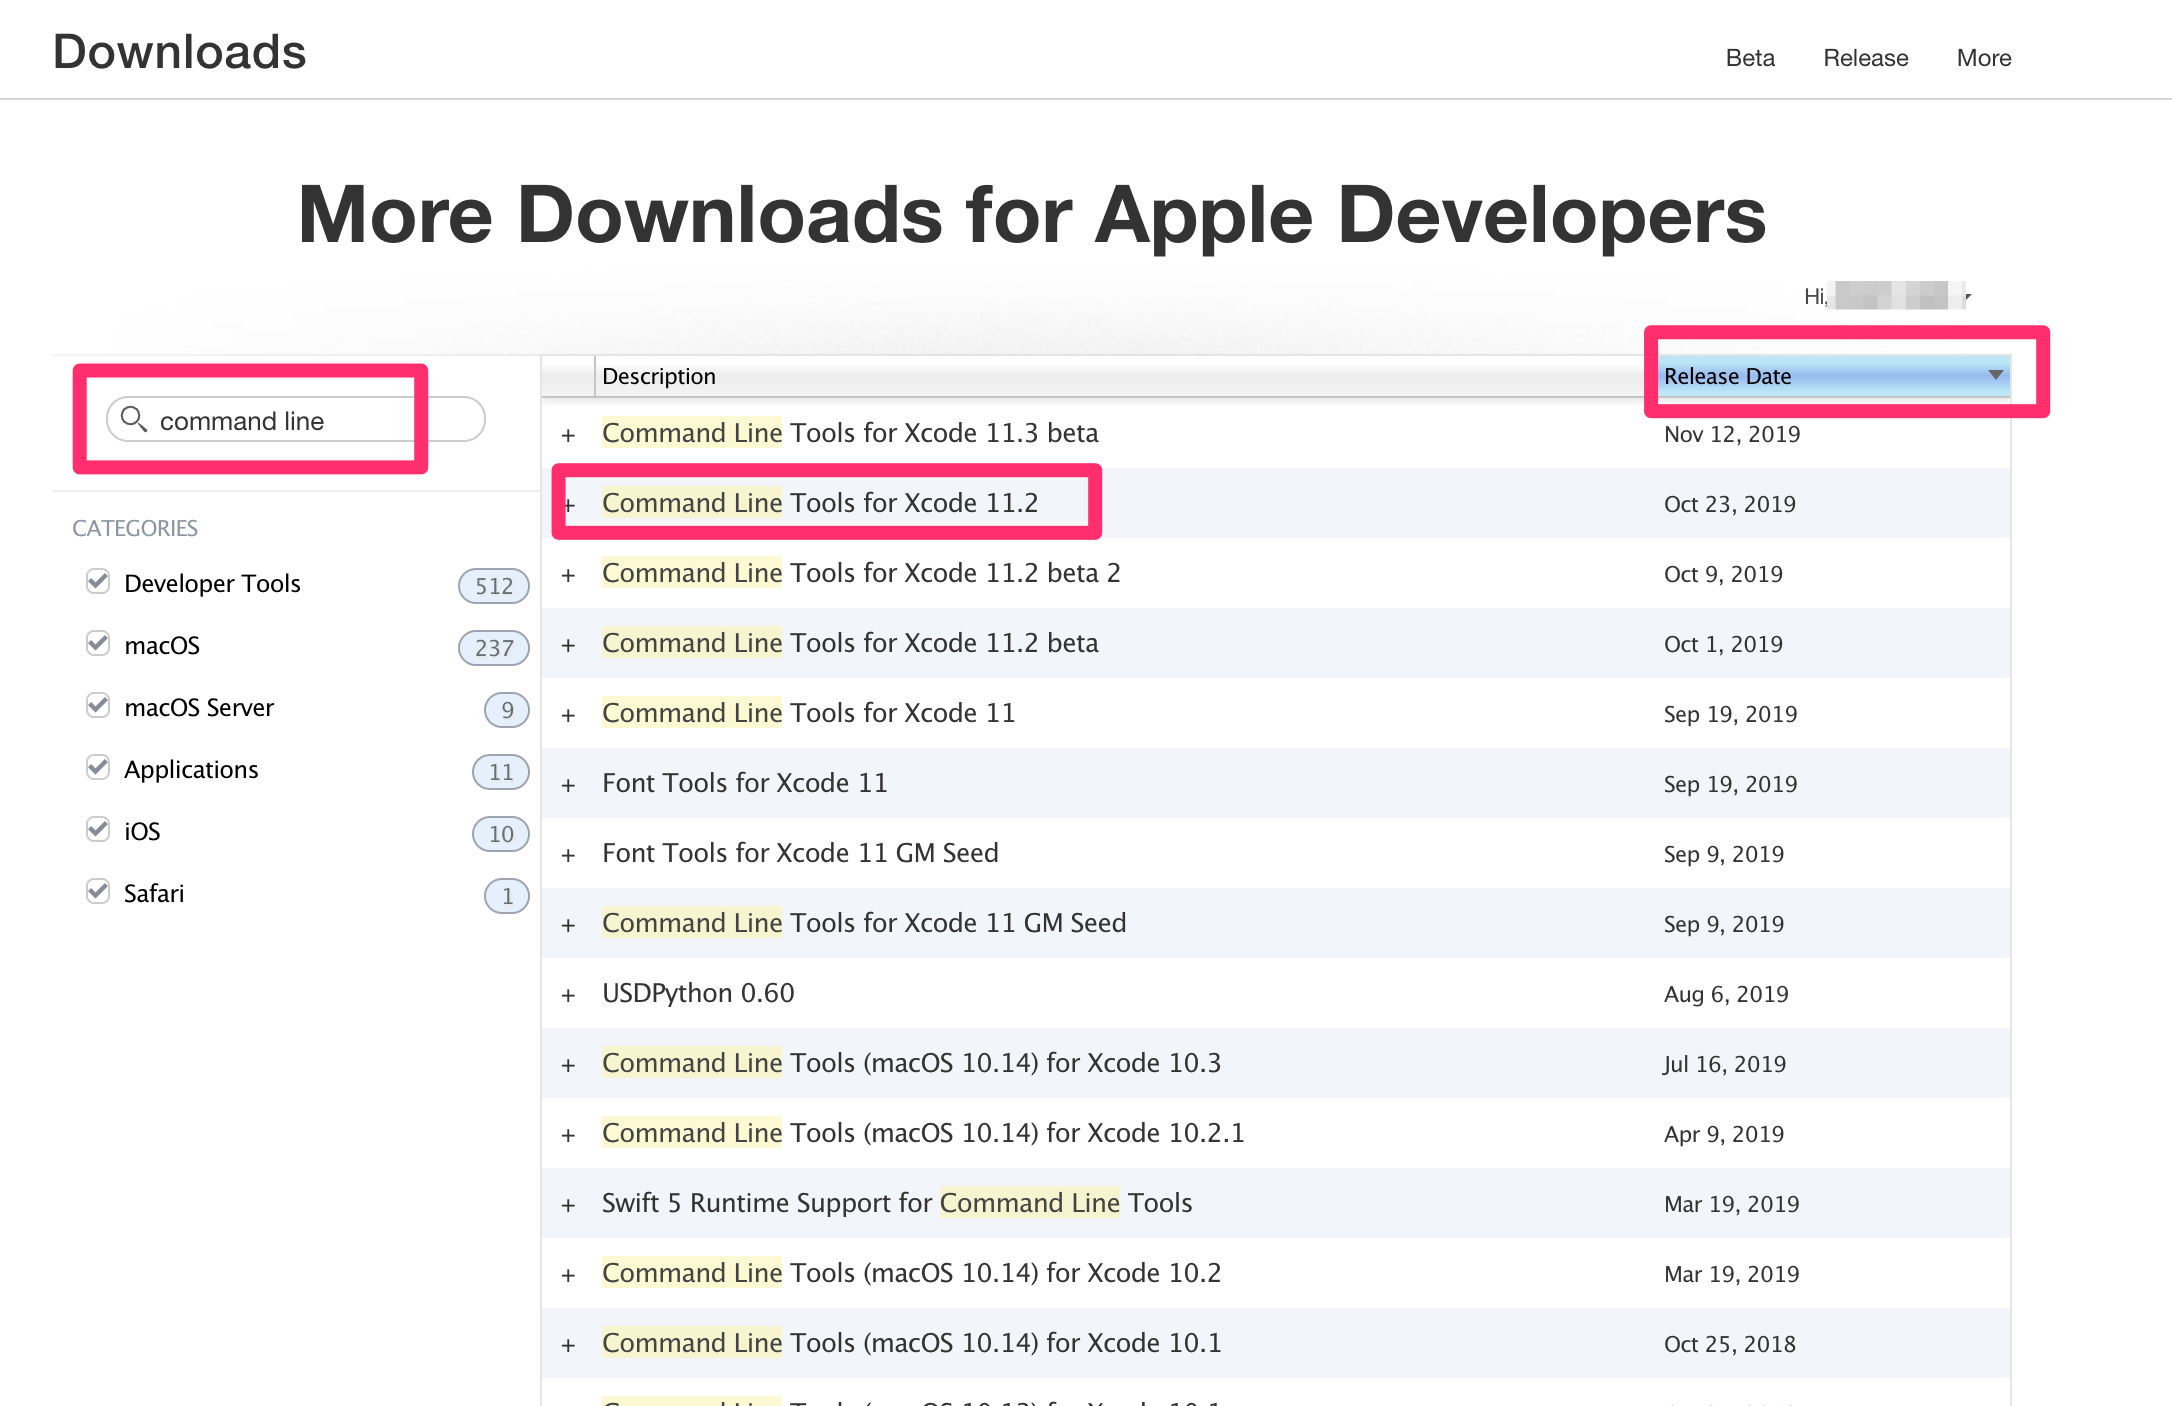 Downloads
Beta Release More
More Downloads for Apple Developers
Hi,
command line
CATEGORIES
Developer Tools 512
macOS 237
macOS Server 9
Applications 11
iOS 10
Safari 1
Description Release Date
+ Command Line Tools for Xcode 11.3 beta Nov 12, 2019
+ Command Line Tools for Xcode 11.2 Oct 23, 2019
+ Command Line Tools for Xcode 11.2 beta 2 Oct 9, 2019
+ Command Line Tools for Xcode 11.2 beta Oct 1, 2019
+ Command Line Tools for Xcode 11 Sep 19, 2019
+ Font Tools for Xcode 11 Sep 19, 2019
+ Font Tools for Xcode 11 GM Seed Sep 9, 2019
+ Command Line Tools for Xcode 11 GM Seed Sep 9, 2019
+ USDPython 0.60 Aug 6, 2019
+ Command Line Tools (macOS 10.14) for Xcode 10.3 Jul 16, 2019
+ Command Line Tools (macOS 10.14) for Xcode 10.2.1 Apr 9, 2019
+ Swift 5 Runtime Support for Command Line Tools Mar 19, 2019
+ Command Line Tools (macOS 10.14) for Xcode 10.2 Mar 19, 2019
+ Command Line Tools (macOS 10.14) for Xcode 10.1 Oct 25, 2018